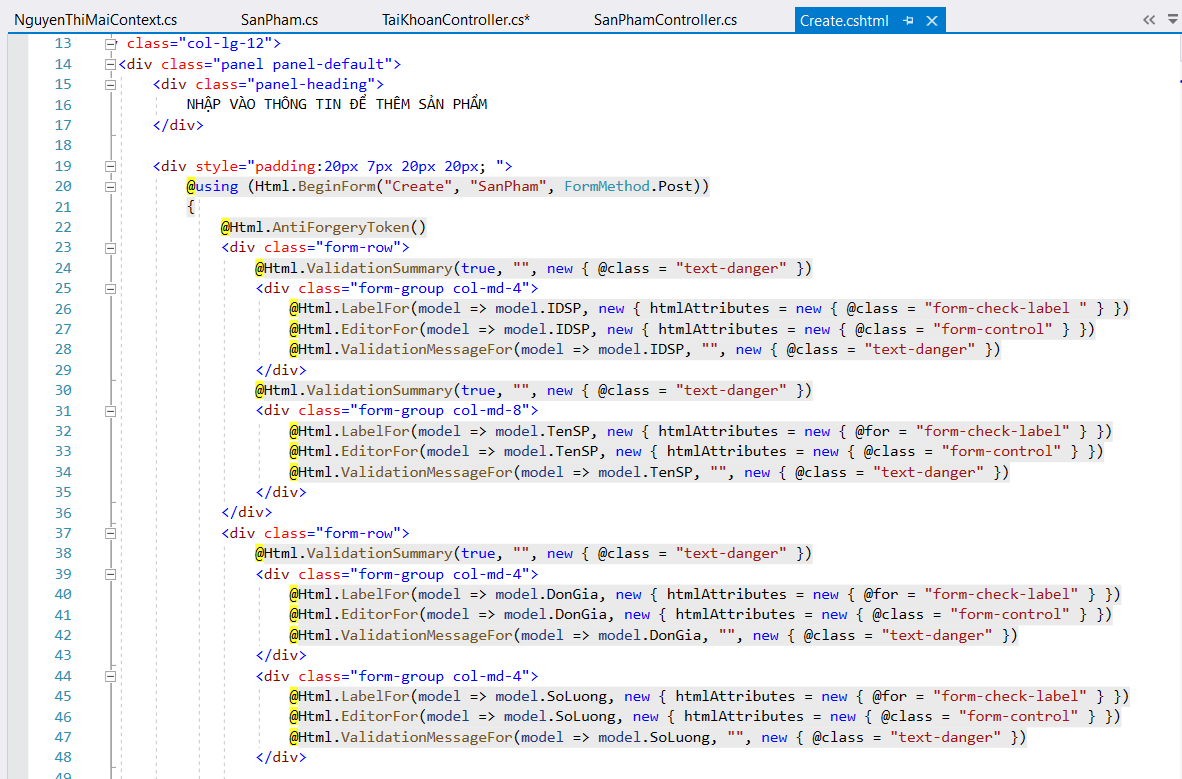 NguyenThiMaiContext.cs SanPham.cs TaiKhoanController.cs* SanPhamController.cs Create.cshtml
13 class="col-lg-12">
14 <div class="panel panel-default">
15 <div class="panel-heading">
16 NHẬP VÀO THÔNG TIN ĐỂ THÊM SẢN PHẨM
17 </div>
18
19 <div style="padding:20px 7px 20px 20px; ">
20 @using (Html.BeginForm("Create", "SanPham", FormMethod.Post))
21 {
22 @Html.AntiForgeryToken()
23 <div class="form-row">
24 @Html.ValidationSummary(true, "", new { @class = "text-danger" })
25 <div class="form-group col-md-4">
26 @Html.LabelFor(model => model.IDSP, new { htmlAttributes = new { @class = "form-check-label " } })
27 @Html.EditorFor(model => model.IDSP, new { htmlAttributes = new { @class = "form-control" } })
28 @Html.ValidationMessageFor(model => model.IDSP, "", new { @class = "text-danger" })
29 </div>
30 @Html.ValidationSummary(true, "", new { @class = "text-danger" })
31 <div class="form-group col-md-8">
32 @Html.LabelFor(model => model.TenSP, new { htmlAttributes = new { @for = "form-check-label" } })
33 @Html.EditorFor(model => model.TenSP, new { htmlAttributes = new { @class = "form-control" } })
34 @Html.ValidationMessageFor(model => model.TenSP, "", new { @class = "text-danger" })
35 </div>
36 </div>
37 <div class="form-row">
38 @Html.ValidationSummary(true, "", new { @class = "text-danger" })
39 <div class="form-group col-md-4">
40 @Html.LabelFor(model => model.DonGia, new { htmlAttributes = new { @for = "form-check-label" } })
41 @Html.EditorFor(model => model.DonGia, new { htmlAttributes = new { @class = "form-control" } })
42 @Html.ValidationMessageFor(model => model.DonGia, "", new { @class = "text-danger" })
43 </div>
44 <div class="form-group col-md-4">
45 @Html.LabelFor(model => model.SoLuong, new { htmlAttributes = new { @for = "form-check-label" } })
46 @Html.EditorFor(model => model.SoLuong, new { htmlAttributes = new { @class = "form-control" } })
47 @Html.ValidationMessageFor(model => model.SoLuong, "", new { @class = "text-danger" })
48 </div>
49